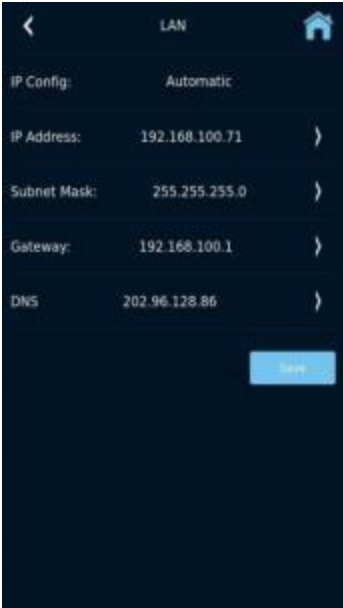 LAN
IP Config: Automatic
IP Address: 192.168.100.71
Subnet Mask: 255.255.255.0
Gateway: 192.168.100.1
DNS 202.96.128.86
Save